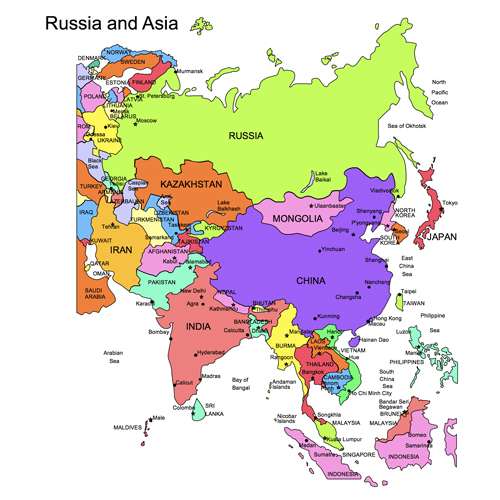 Russia and Asia
NORWAY
DENMARK
SWEDEN
GERMANY
ESTONIA
FINLAND
Murmansk
North
Pacific
Ocean
POLAND
LATVIA
St. Petersburg
LITHUANIA
BELARUS
Moscow
Sea of Okhotsk
ROM
Kiev
Odessa
UKRAINE
RUSSIA
Black
Sea
GEORGIA
Tbilisi
Caspian
Sea
KAZAKHSTAN
Lake
Baikal
TURKEY
ARMENIA
AZERBAIJAN
Lake
Balkhash
Ulaanbaatar
Vladivostok
IRAQ
UZBEKISTAN
TURKMENISTAN
Tashkent
KYRGYZSTAN
MONGOLIA
Shenyang
NORTH
KOREA
P'yongyang
Tokyo
Tehran
Samarkand
TAJIKISTAN
Beijing
Seoul
SOUTH
KOREA
JAPAN
KUWAIT
IRAN
AFGHANISTAN
Kabul
Islamabad
Yinchuan
Shanghai
East
China
Sea
QATAR
OMAN
PAKISTAN
New Delhi
NEPAL
CHINA
Nanchang
Changsha
SAUDI
ARABIA
Karachi
Agra
Kathmandu
BHUTAN
Thimphu
Taipei
TAIWAN
INDIA
BANGLADESH
Calcutta
Dhaka
Kunming
Hong Kong
Macau
Philippine
Sea
Bombay
Mandalay
Hanoi
Hainan Dao
Luzon
Arabian
Sea
Hyderabad
BURMA
LAOS
Vientiane
VIETNAM
Hue
Manila
PHILIPPINES
Rangoon
THAILAND
Bangkok
Calicut
Madras
Bay of
Bengal
Andaman
Islands
CAMBODIA
Phnom
Penh
Ho Chi Minh City
South
China
Sea
Colombo
SRI
LANKA
Bandar Seri
Begawan
BRUNEI
Male
MALDIVES
Nicobar
Islands
Songkhla
MALAYSIA
MALAYSIA
Medan
Kuala Lumpur
Borneo
Samarinda
Sumatra
SINGAPORE
INDONESIA
INDONESIA